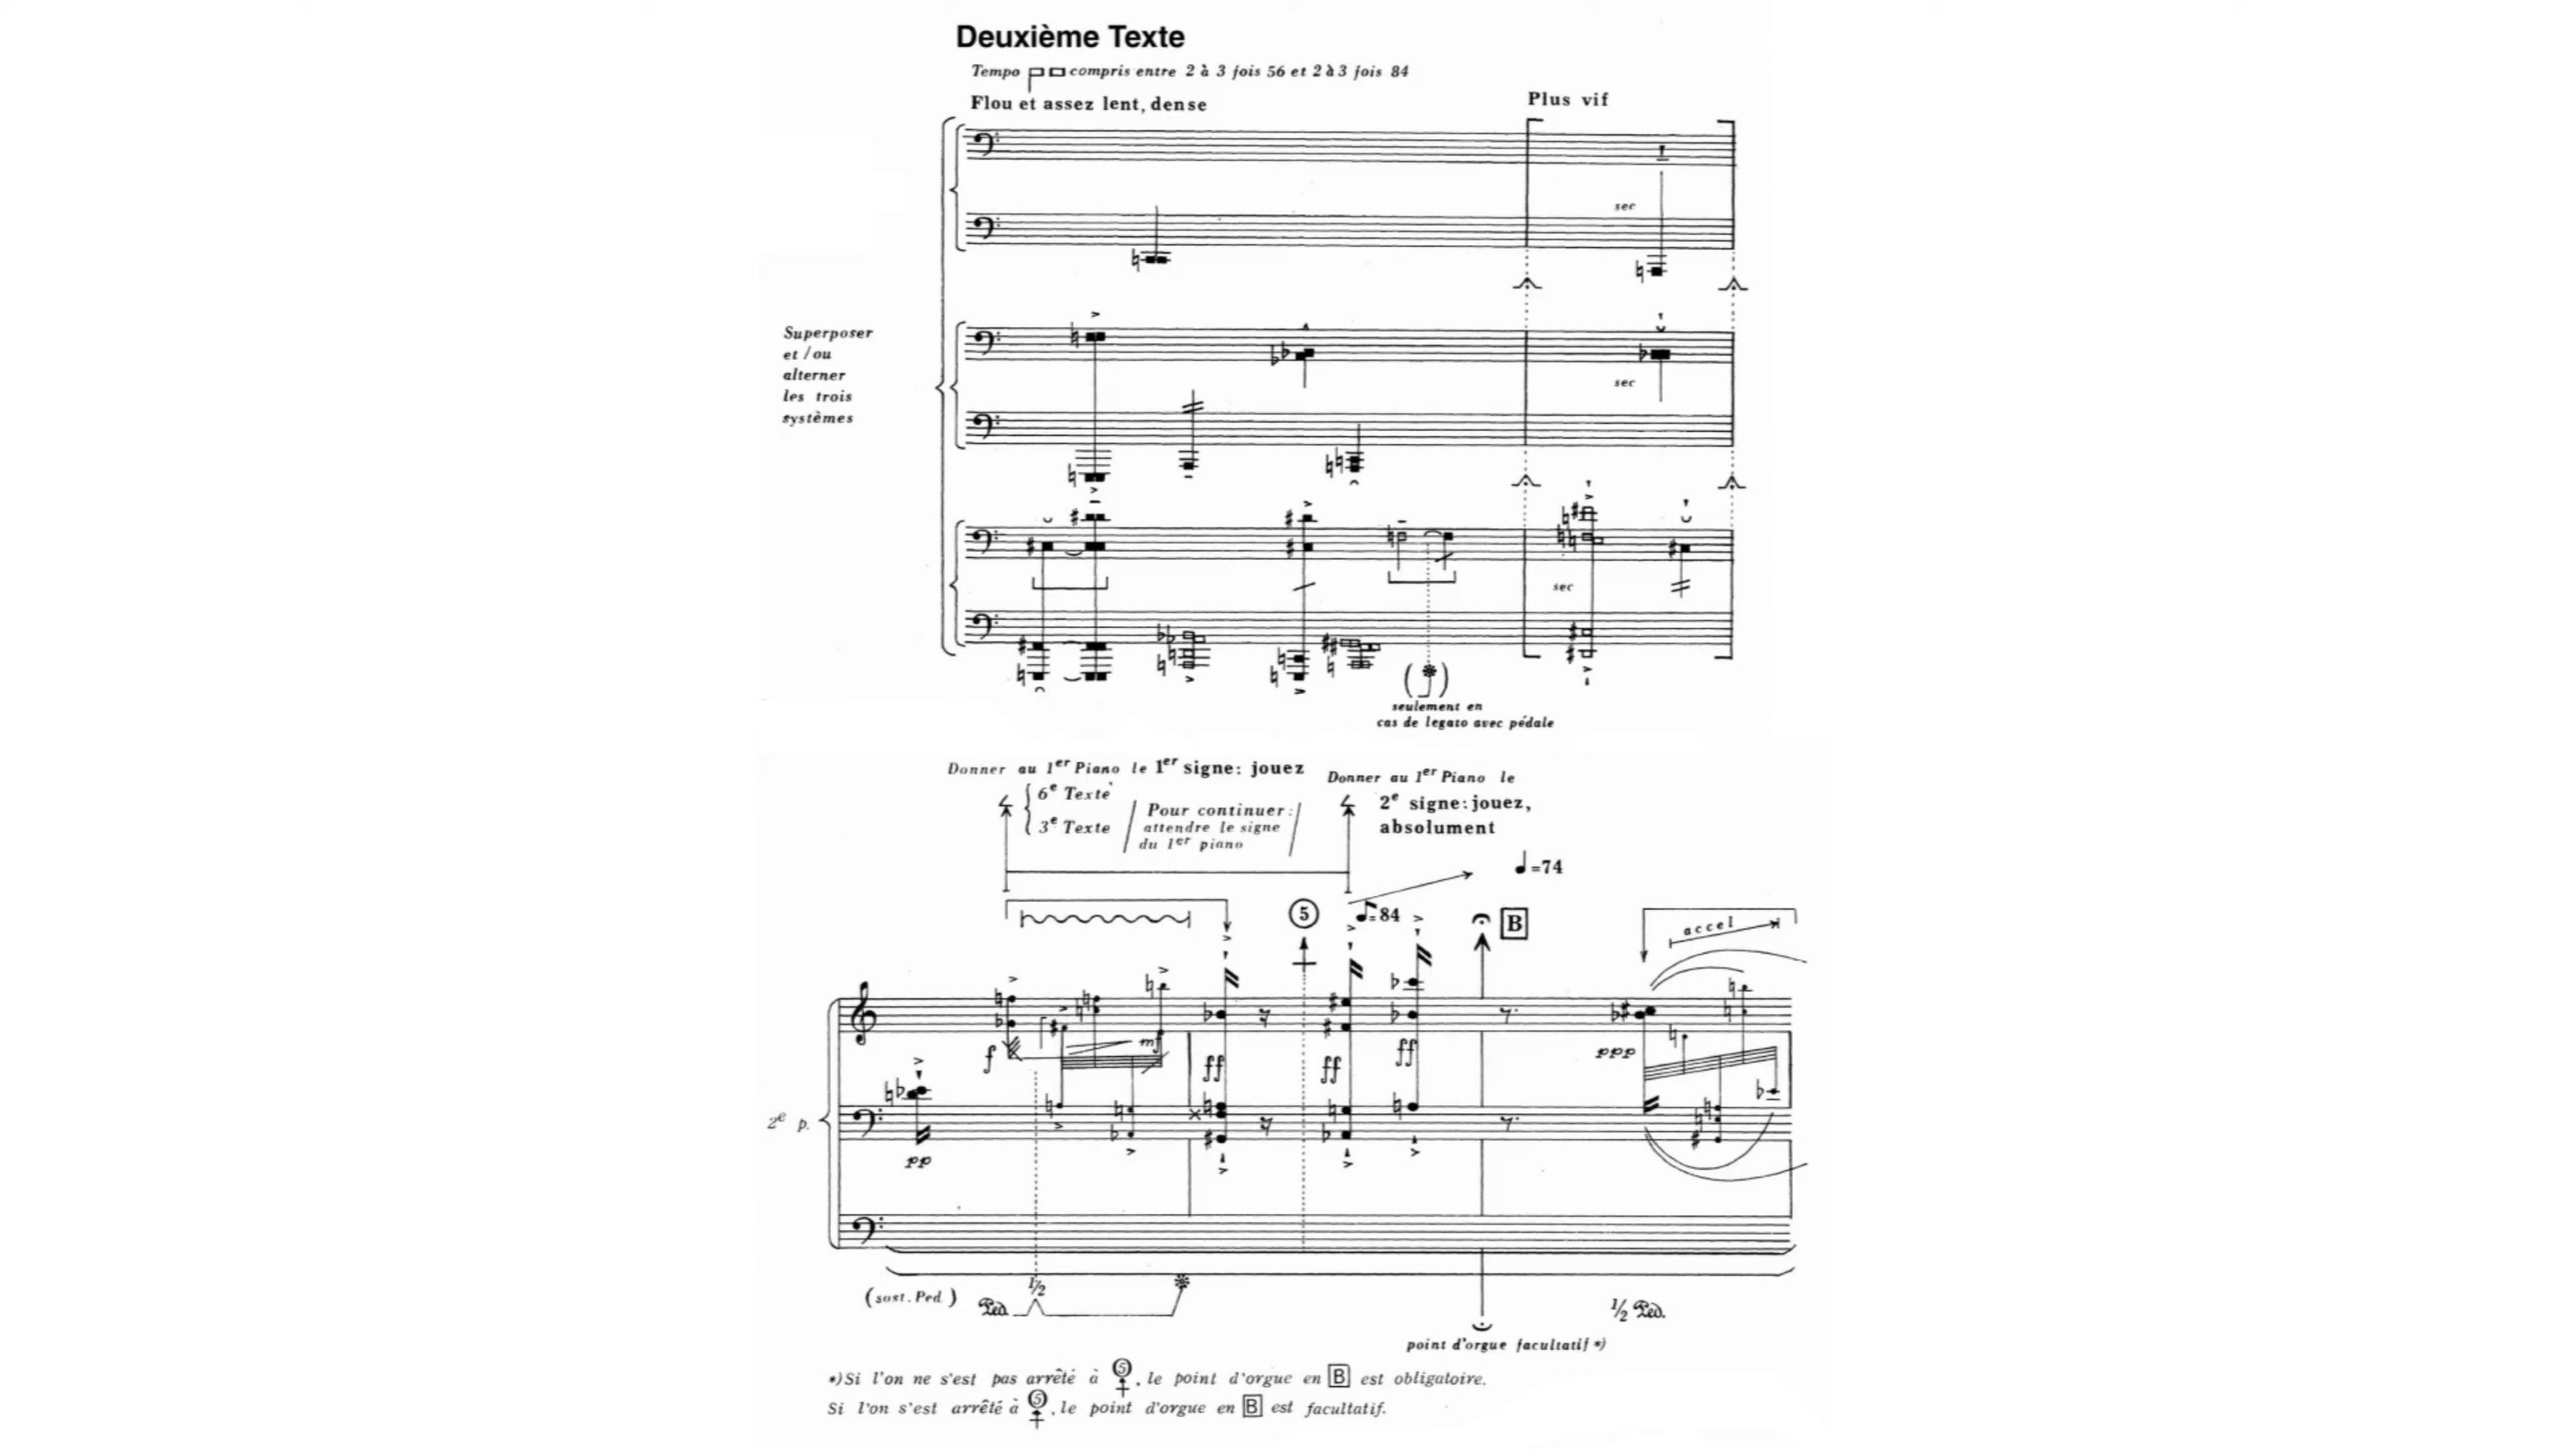 Deuxième Texte
Tempo compris entre 2 à 3 fois 56 et 2 à 3 fois 84
Flou et assez lent, dense
Plus vif
sec
Superposer
et / ou
alterner
les trois
systèmes
sec
sec
seulement en
cas de legato avec pédale
Donner au 1er Piano le 1er signe: jouez
6e Texte
3e Texte
Pour continuer:
attendre le signe
du 1er piano
Donner au 1er Piano le
2e signe: jouez,
absolument
=74
5
=84
B
accel
f
mf
ff
ff
ff
ppp
2e p.
pp
(sost. Ped)
Ped.
1/2
1/2 Ped.
point d'orgue facultatif *)
*) Si l'on ne s'est pas arrêté à 5, le point d'orgue en B est obligatoire.
Si l'on s'est arrêté à 5, le point d'orgue en B est facultatif.